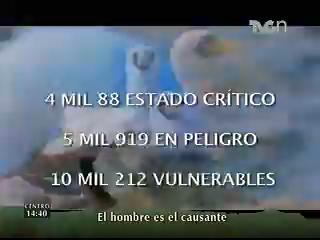 TVGn
4 MIL 88 ESTADO CRÍTICO
5 MIL 919 EN PELIGRO
10 MIL 212 VULNERABLES
CENTRO
14:40
El hombre es el causante